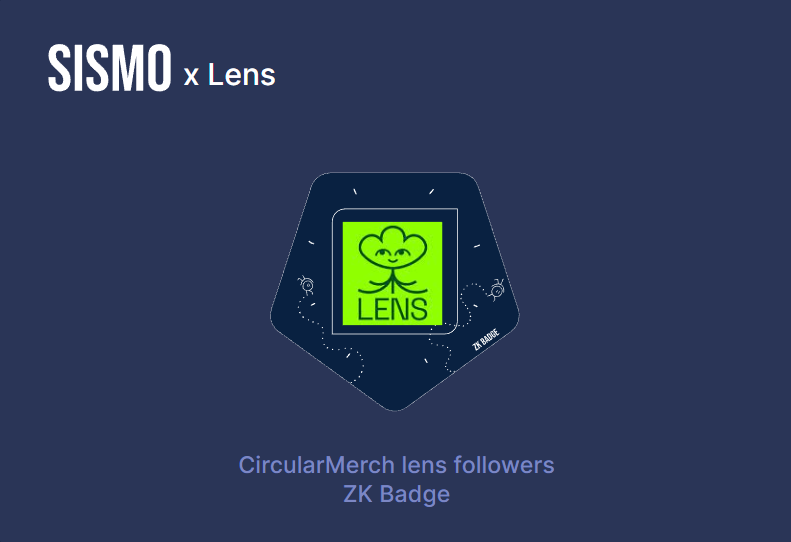 SISMO x Lens
LENS
ZK BADGE
CircularMerch lens followers
ZK Badge